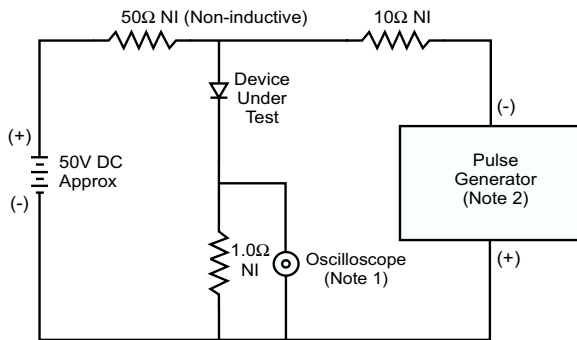 50Ω NI (Non-inductive)
10Ω NI
Device
Under
Test
(+)
50V DC
Approx
(-)
(-)
Pulse
Generator
(Note 2)
(+)
1.0Ω
NI
Oscilloscope
(Note 1)